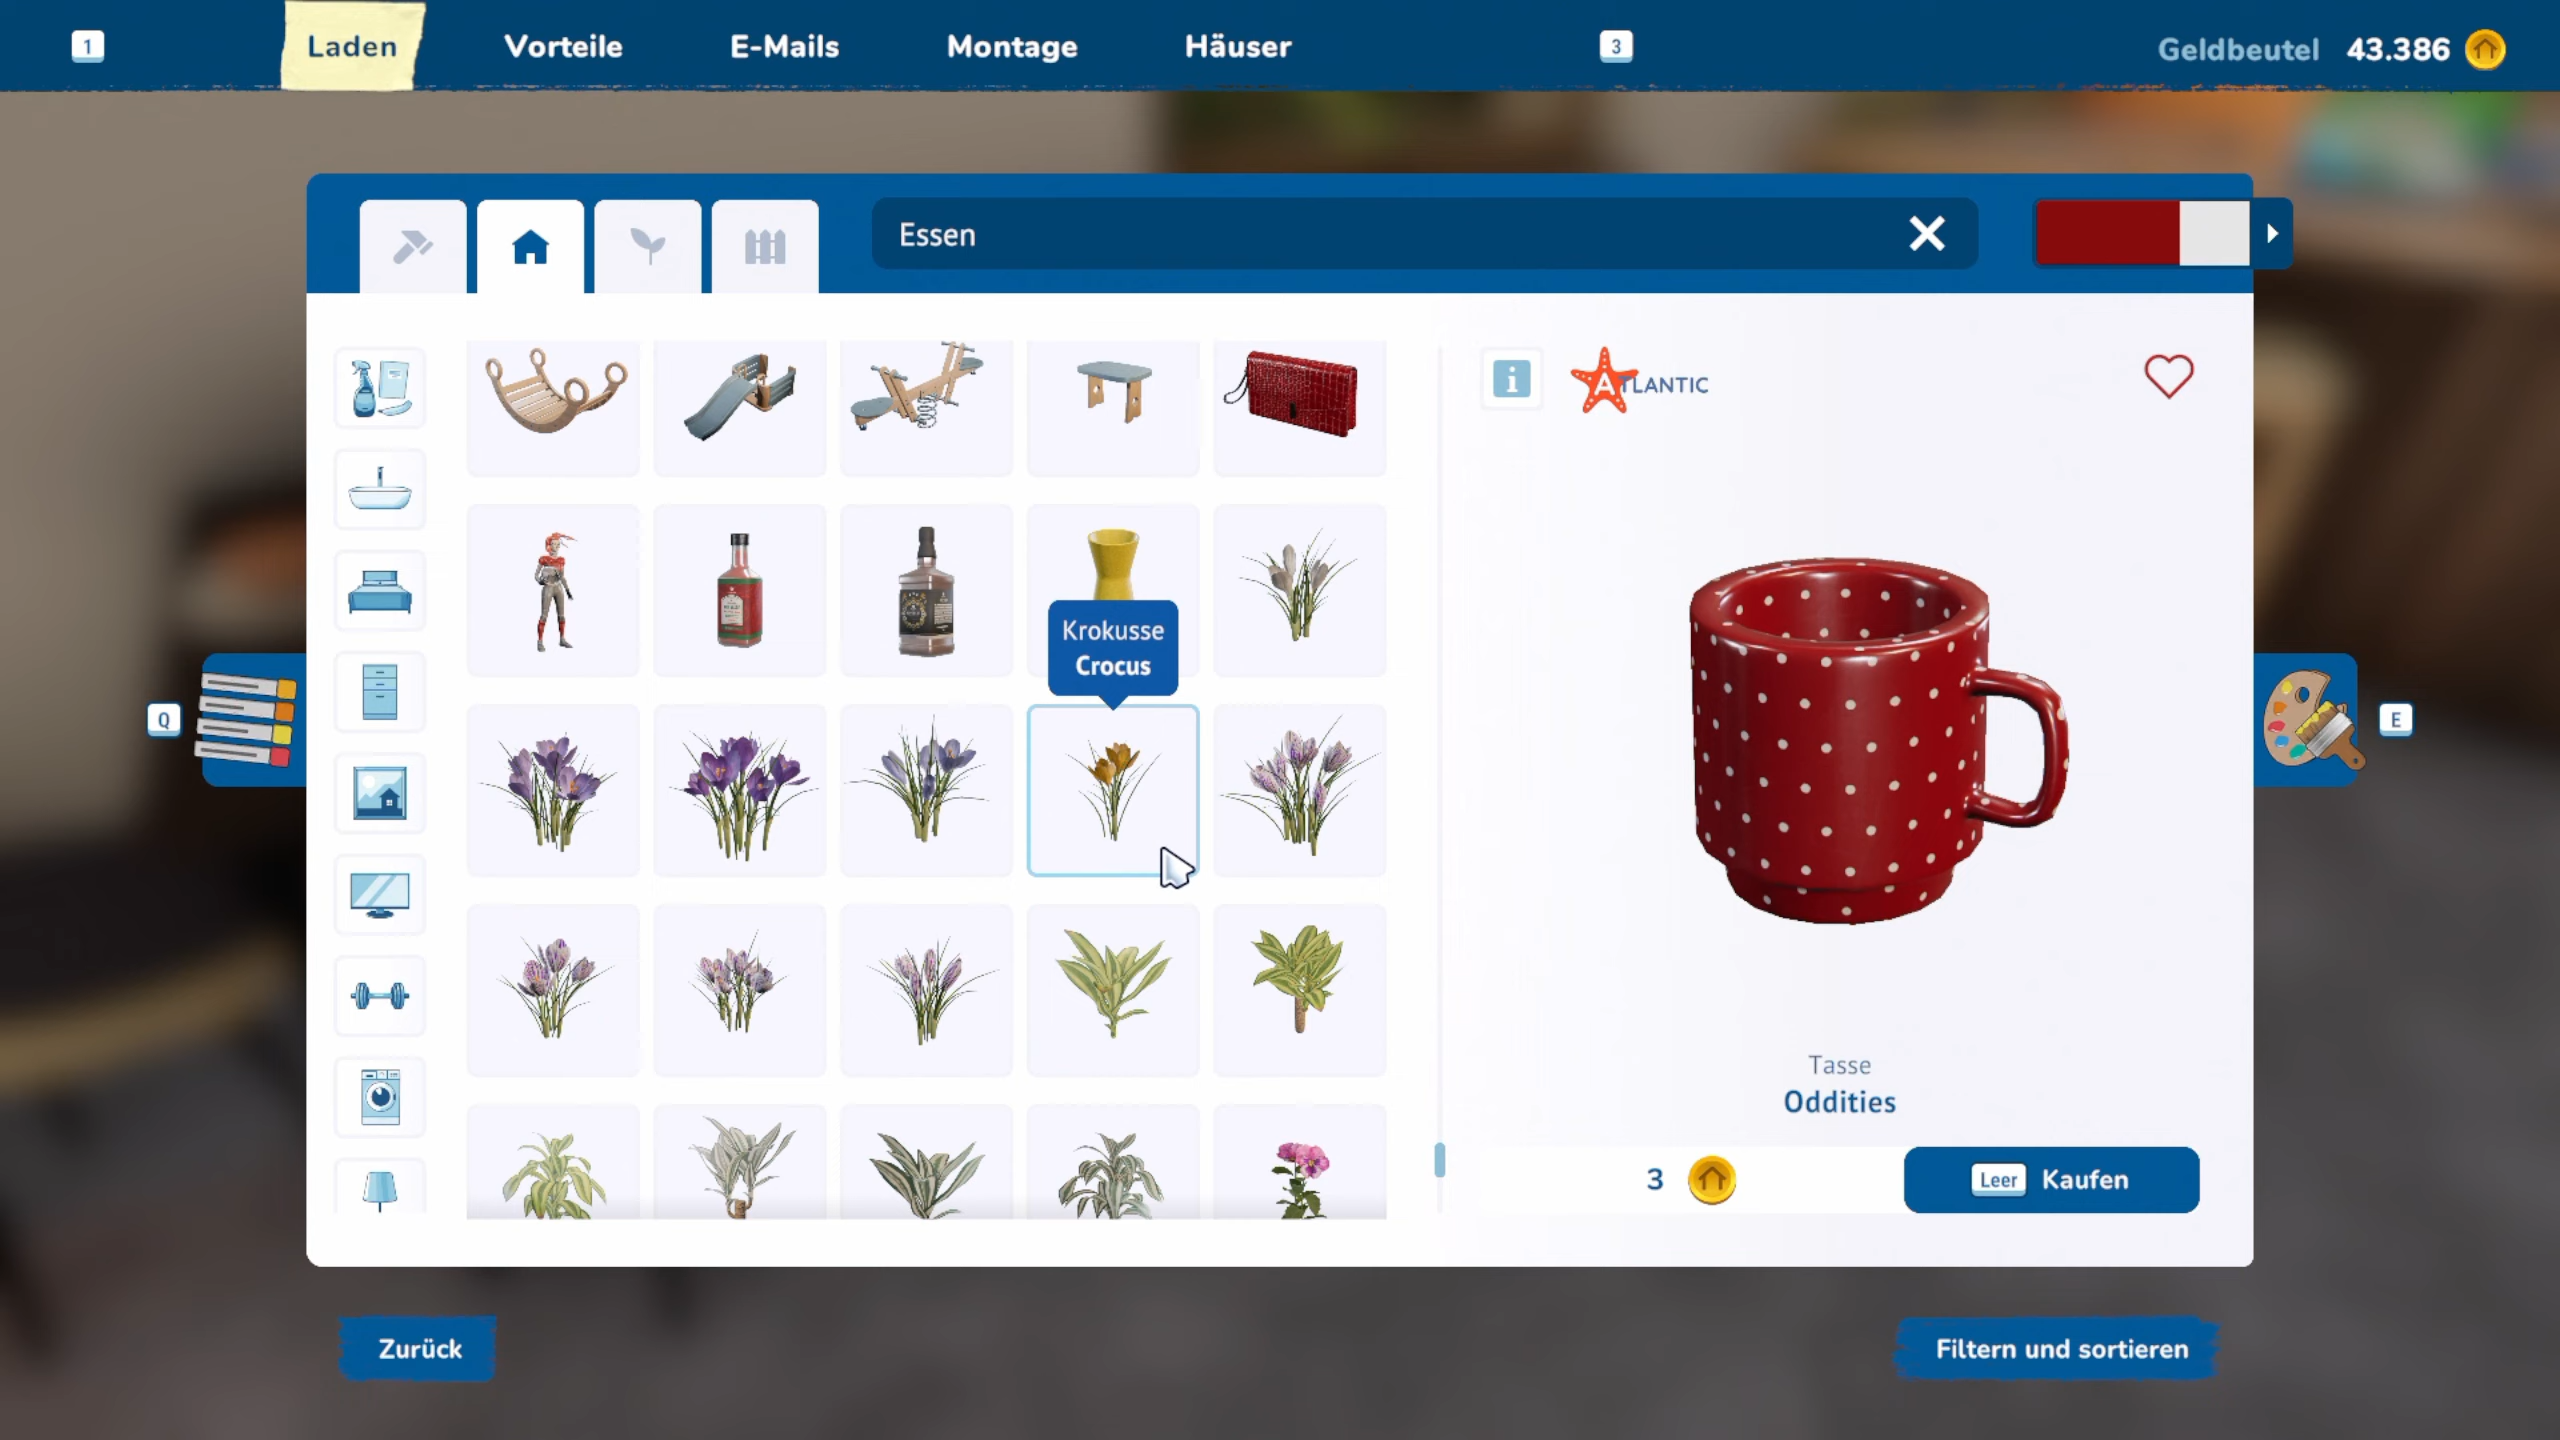 1
Laden
Vorteile
E-Mails
Montage
Häuser
3
Geldbeutel 43.386
Essen
ATLANTIC
Krokusse
Crocus
Q
E
Tasse
Oddities
3
Leer Kaufen
Zurück
Filtern und sortieren